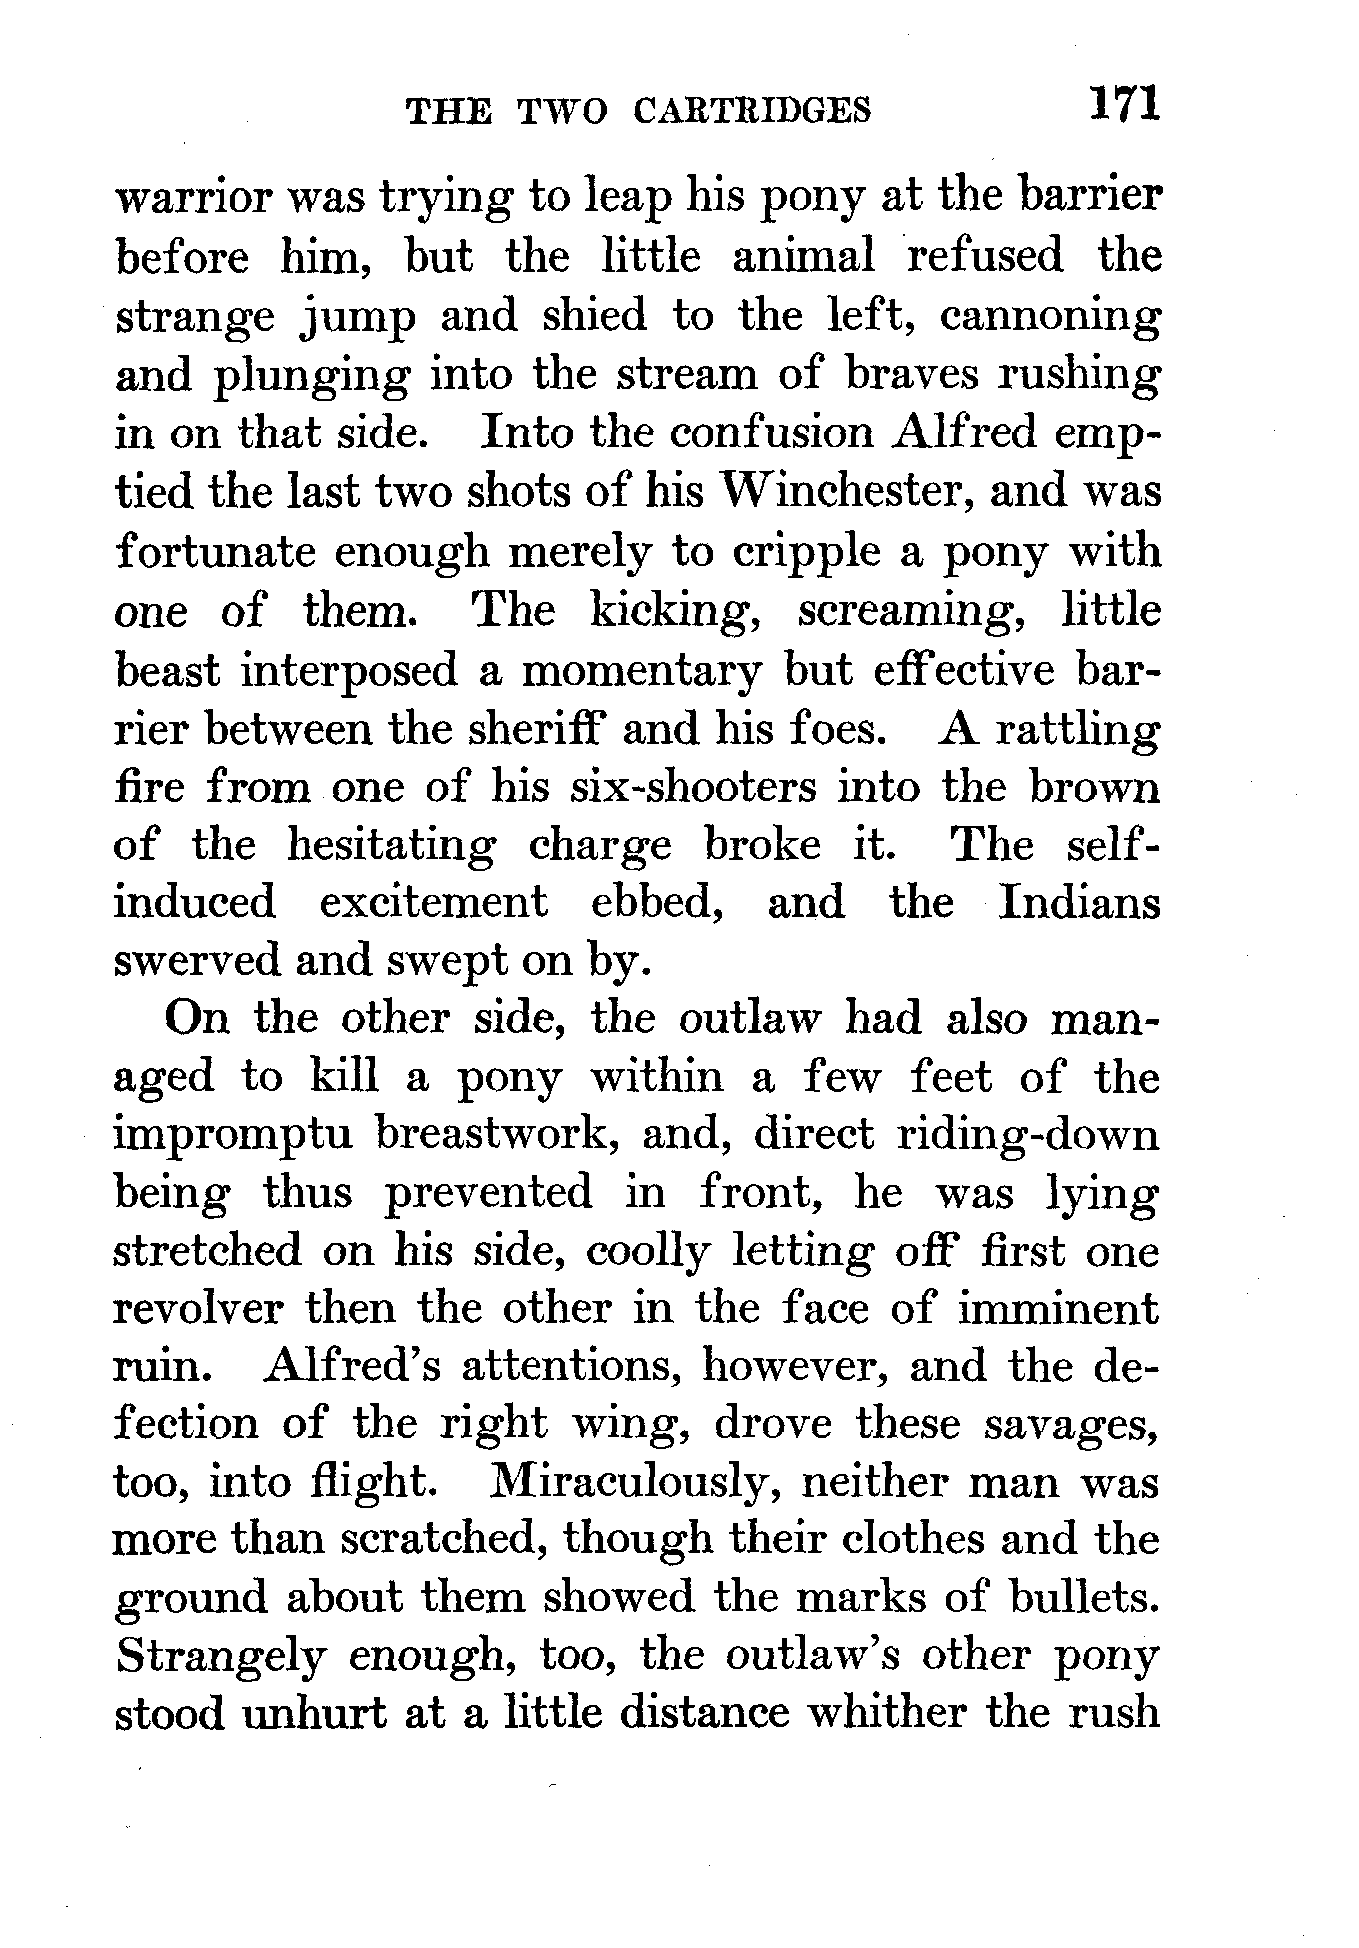 THE TWO CARTRIDGES 171
warrior was trying to leap his pony at the barrier
before him, but the little animal refused the
strange jump and shied to the left, cannoning
and plunging into the stream of braves rushing
in on that side. Into the confusion Alfred emp-
tied the last two shots of his Winchester, and was
fortunate enough merely to cripple a pony with
one of them. The kicking, screaming, little
beast interposed a momentary but effective bar-
rier between the sheriff and his foes. A rattling
fire from one of his six-shooters into the brown
of the hesitating charge broke it. The self-
induced excitement ebbed, and the Indians
swerved and swept on by.
On the other side, the outlaw had also man-
aged to kill a pony within a few feet of the
impromptu breastwork, and, direct riding-down
being thus prevented in front, he was lying
stretched on his side, coolly letting off first one
revolver then the other in the face of imminent
ruin. Alfred's attentions, however, and the de-
fection of the right wing, drove these savages,
too, into flight. Miraculously, neither man was
more than scratched, though their clothes and the
ground about them showed the marks of bullets.
Strangely enough, too, the outlaw's other pony
stood unhurt at a little distance whither the rush